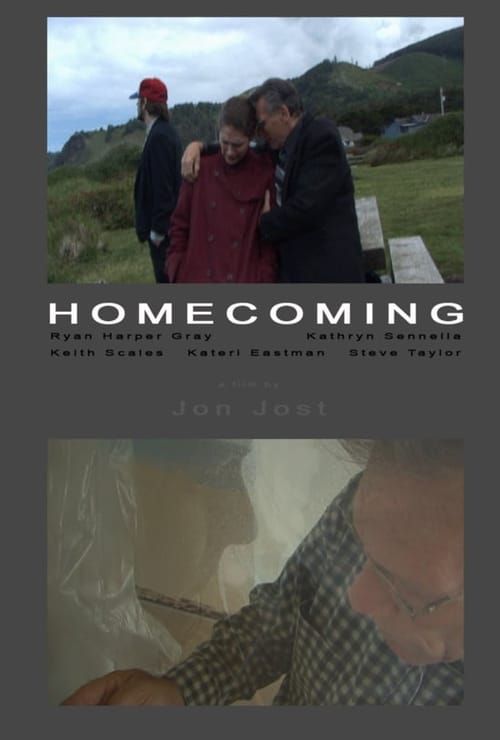 HOMECOMING
Ryan Harper Gray Kathryn Sennella
Keith Scales Kateri Eastman Steve Taylor
a film by
Jon Jost